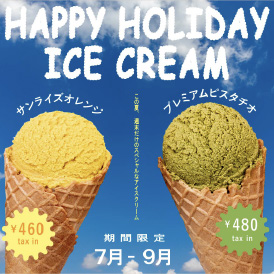 HAPPY HOLIDAY
ICE CREAM
サンライズオレンジ
プレミアムピスタチオ
この夏、週末だけのスペシャルなアイスクリーム
¥460
tax in
¥480
tax in
期間限定
7月-9月